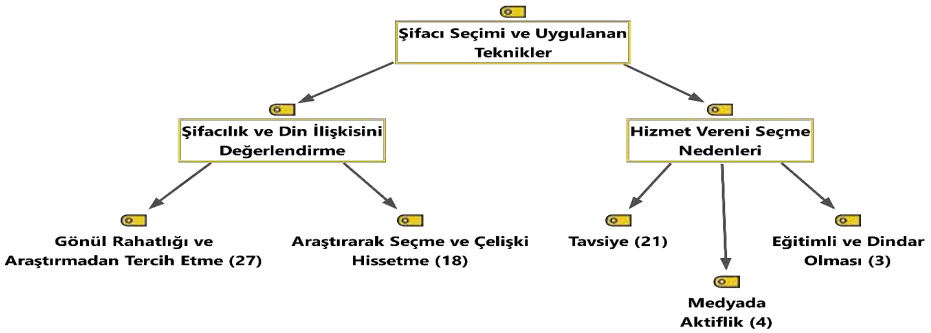 Şifacı Seçimi ve Uygulanan
Teknikler
Şifacılık ve Din İlişkisini
Değerlendirme
Hizmet Vereni Seçme
Nedenleri
Gönül Rahatlığı ve
Araştırmadan Tercih Etme (27)
Araştırarak Seçme ve Çelişki
Hissetme (18)
Tavsiye (21)
Medyada
Aktiflik (4)
Eğitimli ve Dindar
Olması (3)